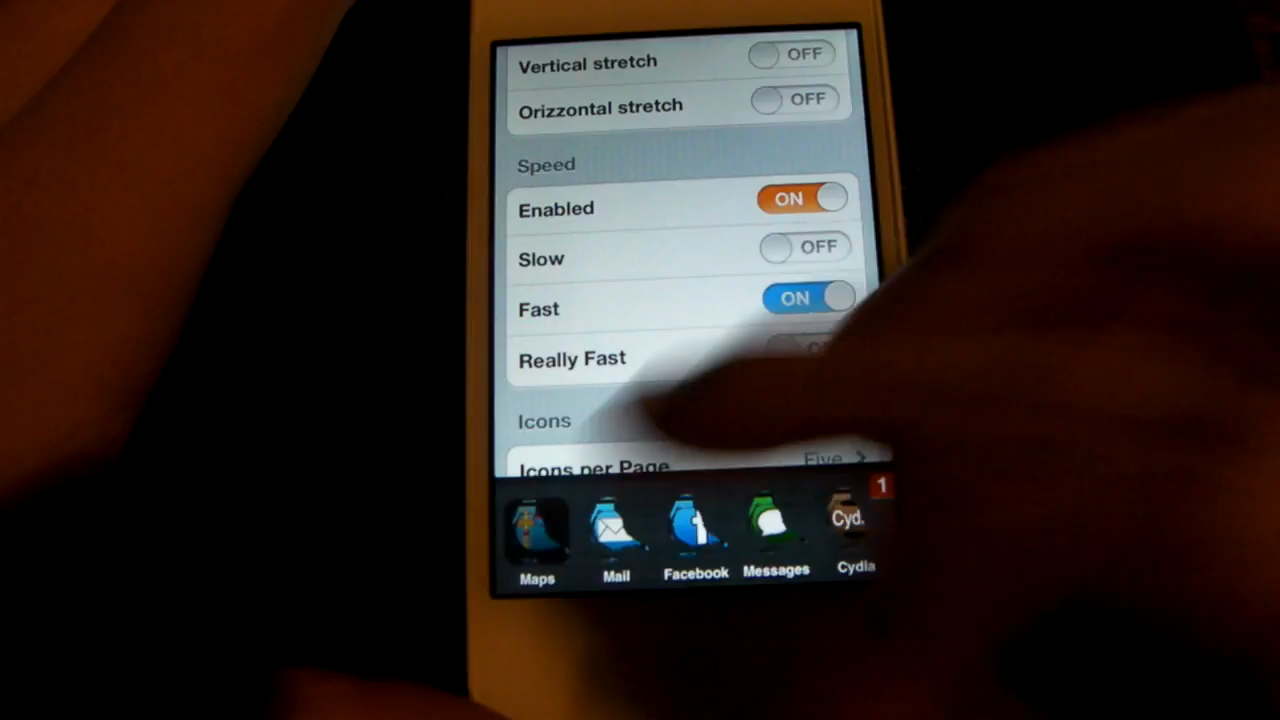 Vertical stretch OFF
Orizzontal stretch OFF
Speed
Enabled ON
Slow OFF
Fast ON
Really Fast
Icons
Icons per Page Five
1
Cyd.
Maps Mail Facebook Messages Cydia